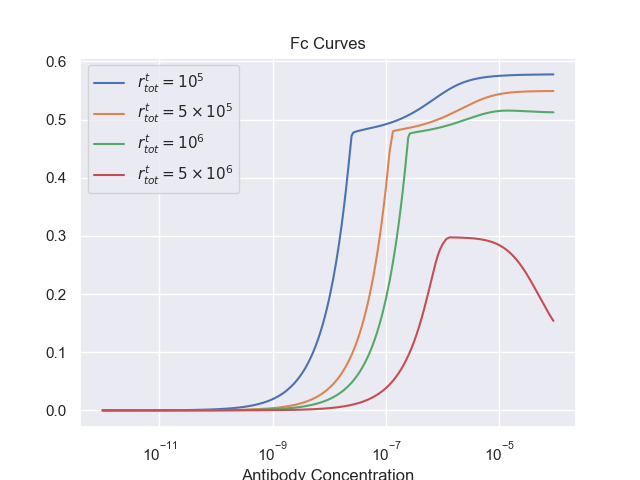 Fc Curves
0.6
0.5
0.4
0.3
0.2
0.1
0.0
r^t_tot = 10^5
r^t_tot = 5 × 10^5
r^t_tot = 10^6
r^t_tot = 5 × 10^6
10^−11 10^−9 10^−7 10^−5
Antibody Concentration